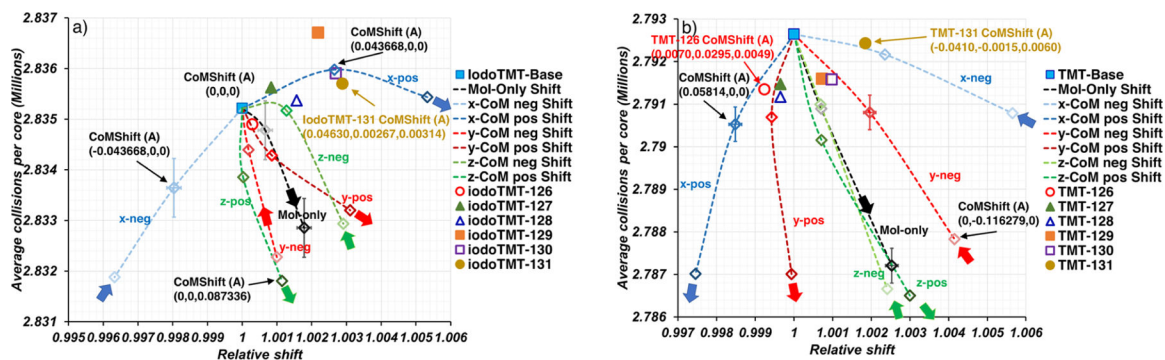 a)
Average collisions per core (Millions)
2.837
2.836
2.835
2.834
2.833
2.832
2.831
CoMShift (A)
(0.043668,0,0)
CoMShift (A)
(0,0,0)
x-pos
IodoTMT-131 CoMShift (A)
(0.04630,0.00267,0.00314)
CoMShift (A)
(-0.043668,0,0)
z-neg
x-neg
z-pos
MoI-only
y-pos
y-neg
CoMShift (A)
(0,0,0.087336)
0.995 0.996 0.997 0.998 0.999 1 1.001 1.002 1.003 1.004 1.005 1.006
Relative shift
IodoTMT-Base
MoI-Only Shift
x-CoM neg Shift
x-CoM pos Shift
y-CoM neg Shift
y-CoM pos Shift
z-CoM neg Shift
z-CoM pos Shift
iodoTMT-126
iodoTMT-127
iodoTMT-128
iodoTMT-129
iodoTMT-130
iodoTMT-131
b)
Average collisions per core (Millions)
2.793
2.792
2.791
2.79
2.789
2.788
2.787
2.786
TMT-126 CoMShift (A)
(0.0070,0.0295,0.0049)
TMT-131 CoMShift (A)
(-0.0410,-0.0015,0.0060)
x-neg
CoMShift (A)
(0.05814,0,0)
x-pos
y-neg
y-pos
CoMShift (A)
(0,-0.116279,0)
MoI-only
z-neg
z-pos
0.997 0.998 0.999 1 1.001 1.002 1.003 1.004 1.005 1.006
Relative shift
TMT-Base
MoI-Only Shift
x-CoM neg Shift
x-CoM pos Shift
y-CoM neg Shift
y-CoM pos Shift
z-CoM neg Shift
z-CoM pos Shift
TMT-126
TMT-127
TMT-128
TMT-129
TMT-130
TMT-131